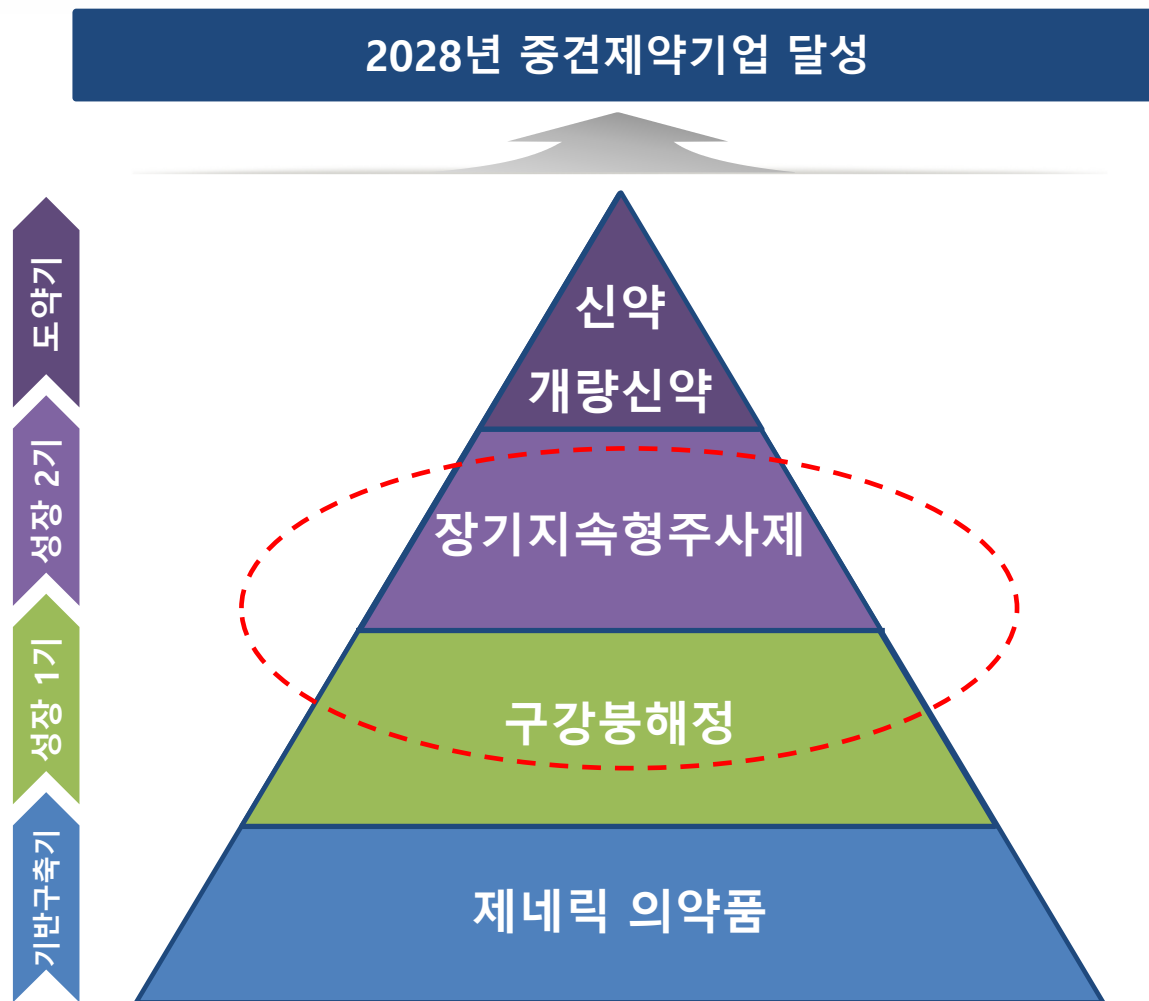 2028년 중견제약기업 달성
도약기
신약
개량신약
성장 2기
장기지속형주사제
성장 1기
구강붕해정
기반구축기
제네릭 의약품